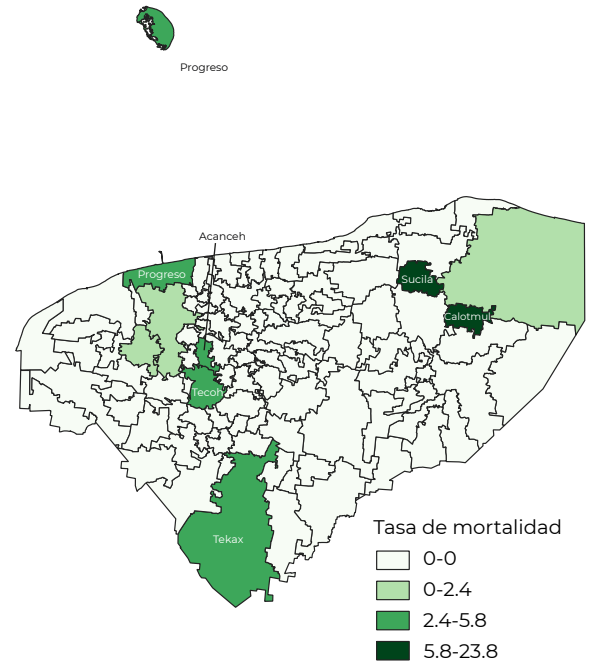 Progreso
Acanceh
Progreso
Sucilá
Calotmul
Tecoh
Tekax
Tasa de mortalidad
0-0
0-2.4
2.4-5.8
5.8-23.8